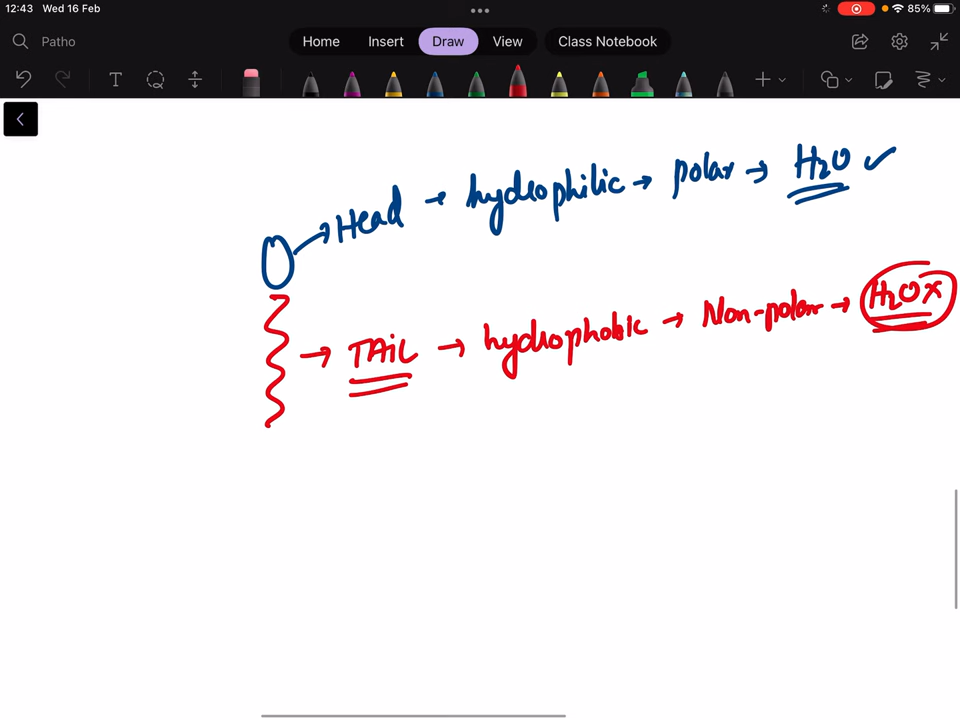 12:43 Wed 16 Feb
85%
Patho
Home Insert Draw View Class Notebook
→ Head → hydrophilic → polar → H2O ✓
→ TAIL → hydrophobic → Non-polar → H2O x